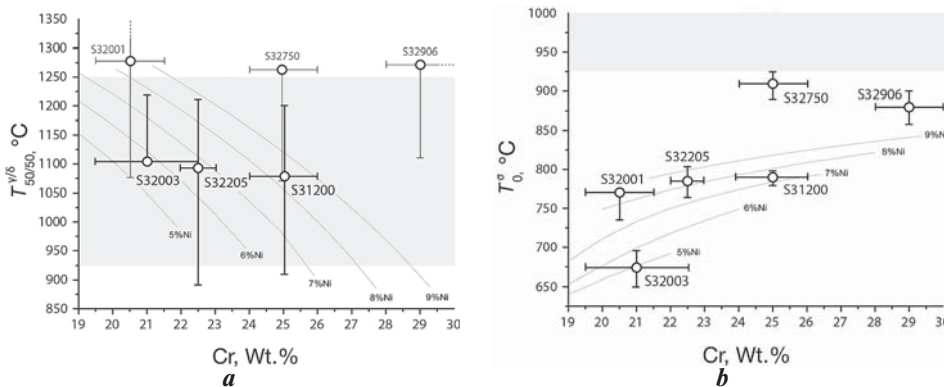 1350
1300
1250
1200
1150
1100
1050
1000
950
900
850
T50/50, γ/δ °C
S32001
S32750
S32906
S32003
S32205
S31200
5%Ni
6%Ni
7%Ni
8%Ni
9%Ni
19 20 21 22 23 24 25 26 27 28 29 30
Cr, Wt.%
a
1000
950
900
850
800
750
700
650
T0, σ °C
S32750
S32906
S32205
S32001
S31200
S32003
9%Ni
8%Ni
7%Ni
6%Ni
5%Ni
19 20 21 22 23 24 25 26 27 28 29 30
Cr, Wt.%
b